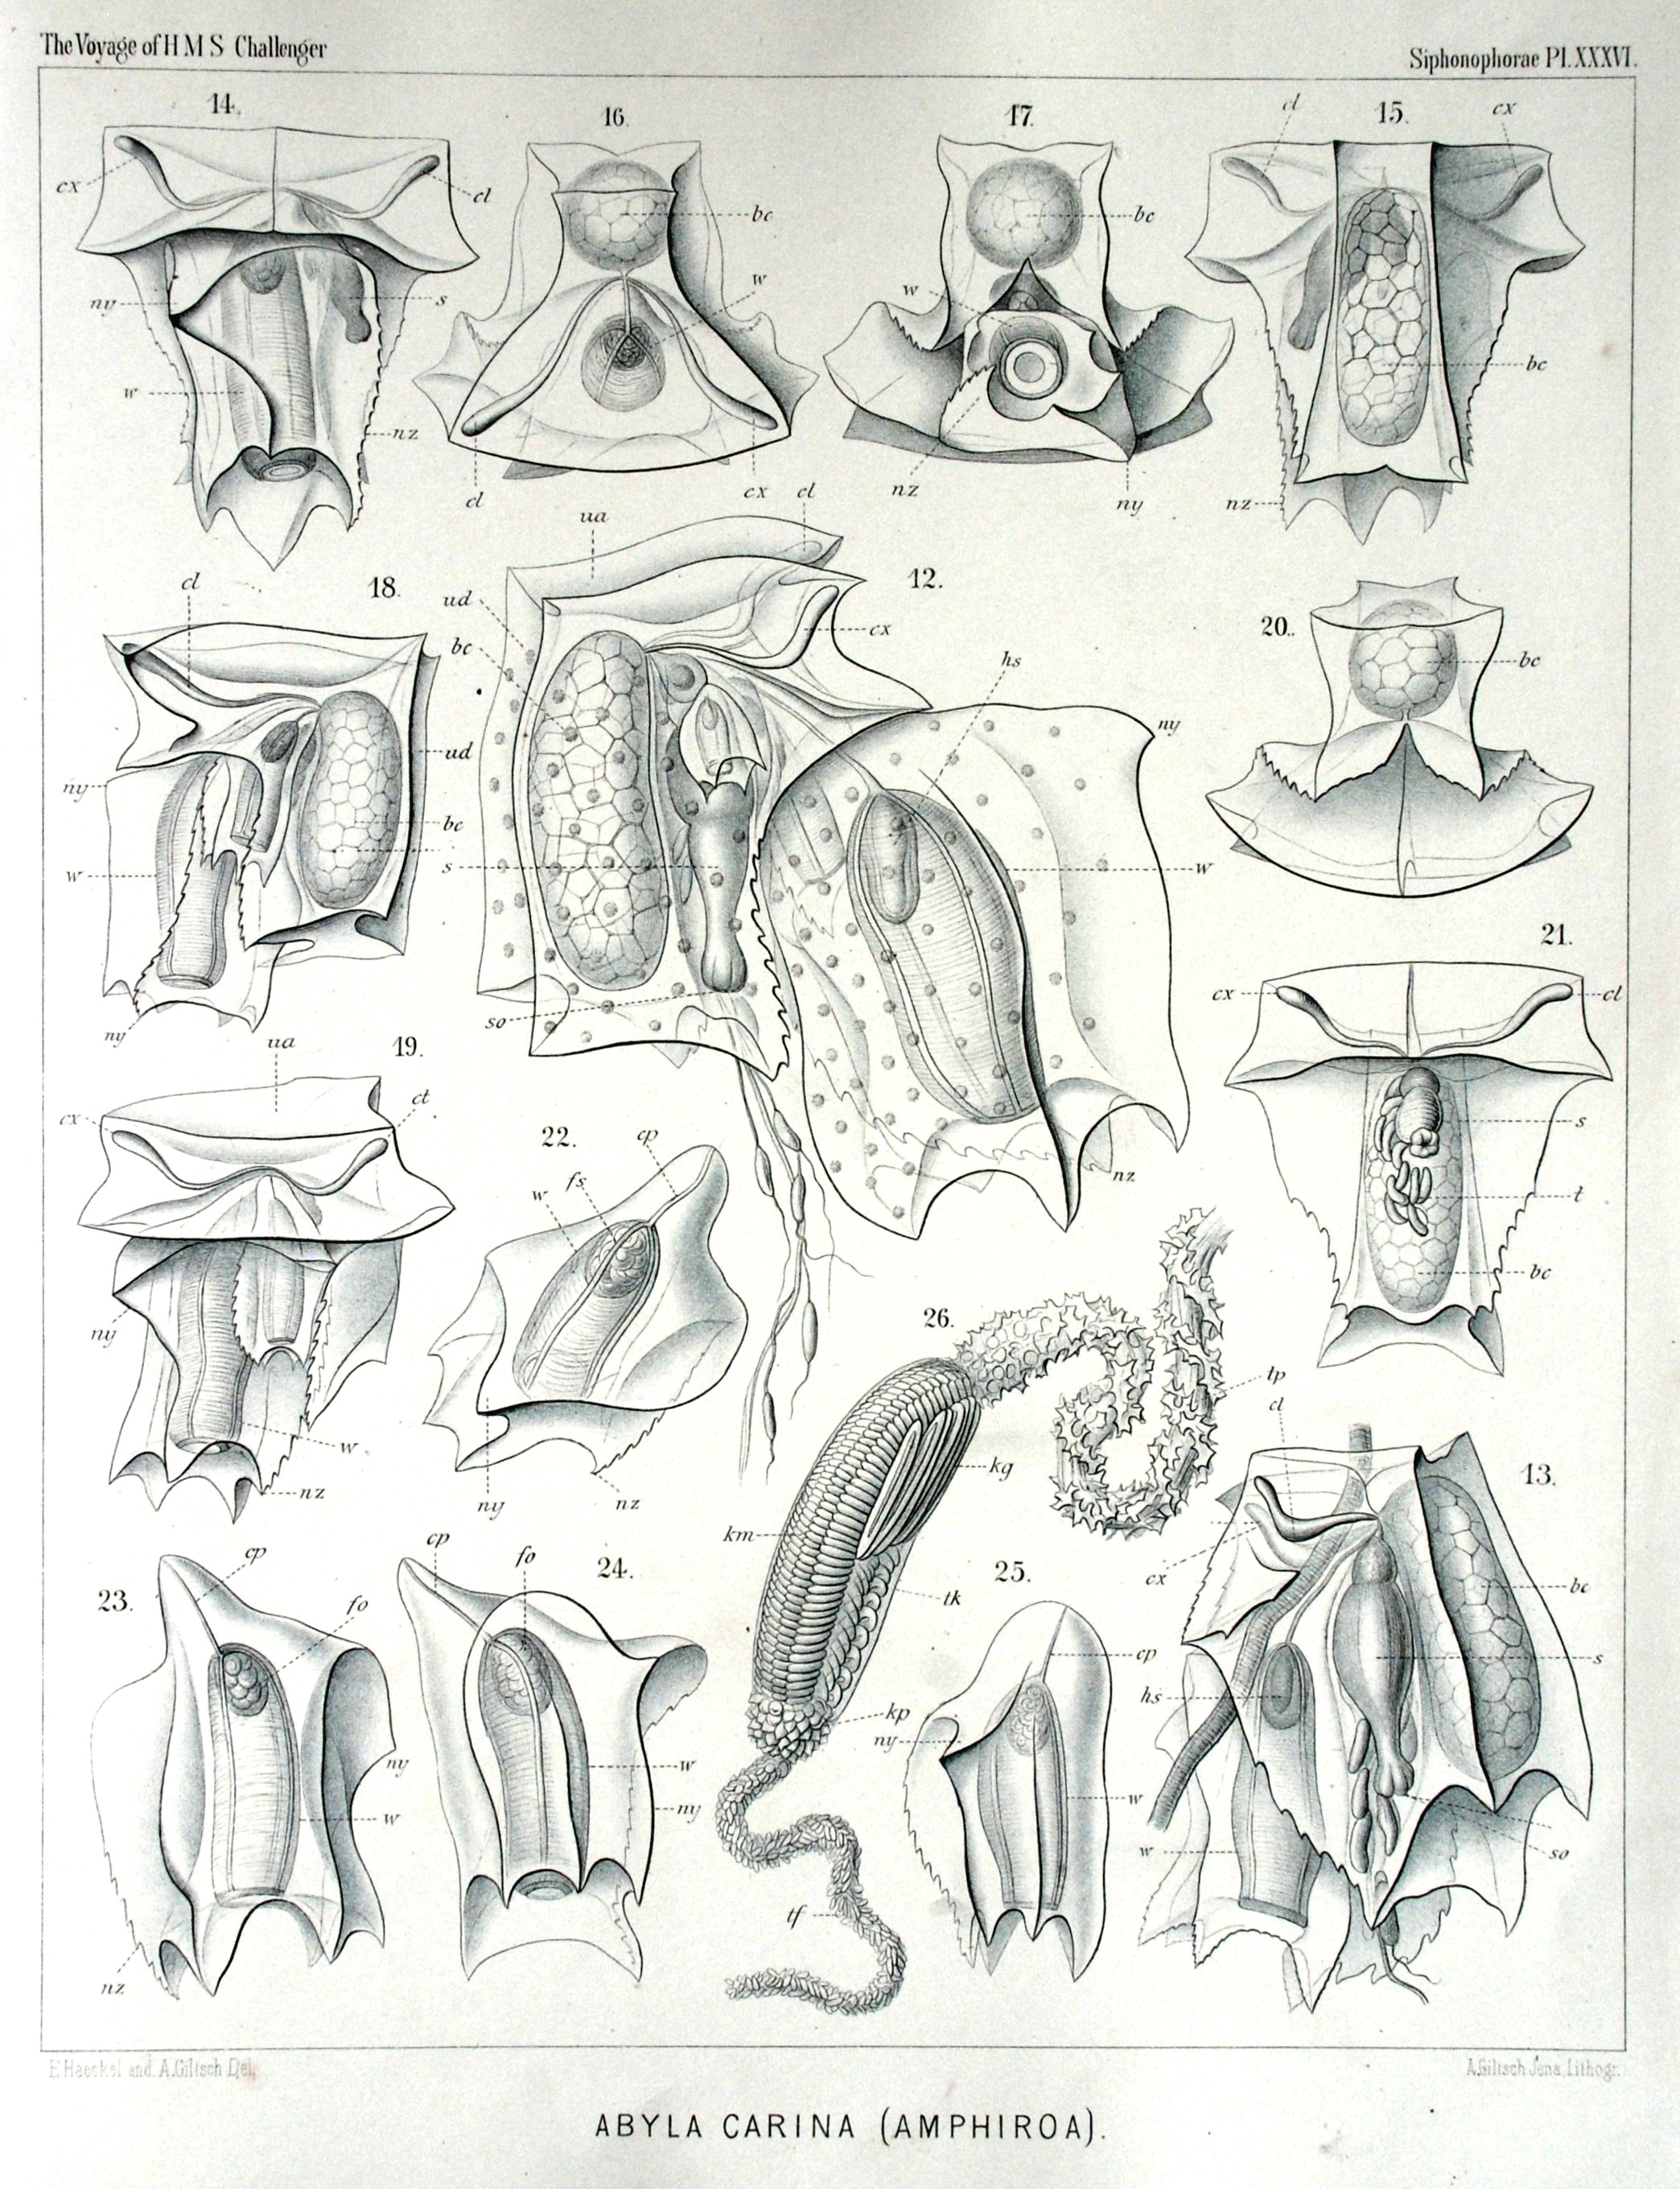 The Voyage of H M S Challenger
Siphonophorae Pl. XXXVI.
14. 16. 17. cl 15. cx
cx cl bc bc
ny s w w bc
w nz
cl cx cl nz ny nz
ua
cl 18. ud 12. 20.
bc cx bc
hs
ny ud ny
bc
w s w
21.
so cx cl
ny
ua 19.
cx ct s
22. cp nz
w fs t
bc
ny 26.
tp
cl
w kg 13.
nz ny nz
km cx
cp cp fo 24. 25. bc
23. fo tk
cp s
hs
kp
ny
ny w w
ny w so
w
tf
nz
E. Haeckel and A. Giltsch Del.
A. Giltsch Jena, Lithogr.
ABYLA CARINA (AMPHIROA).